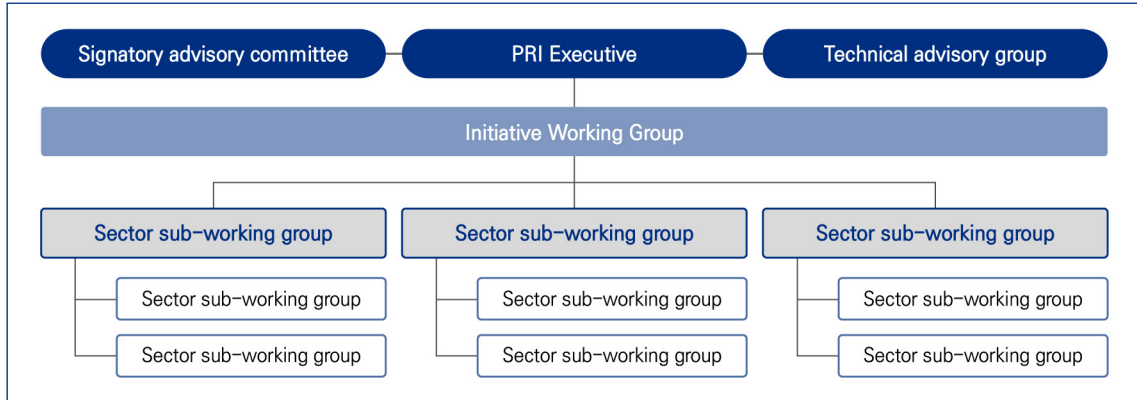 Signatory advisory committee
PRI Executive
Technical advisory group
Initiative Working Group
Sector sub-working group
Sector sub-working group
Sector sub-working group
Sector sub-working group
Sector sub-working group
Sector sub-working group
Sector sub-working group
Sector sub-working group
Sector sub-working group